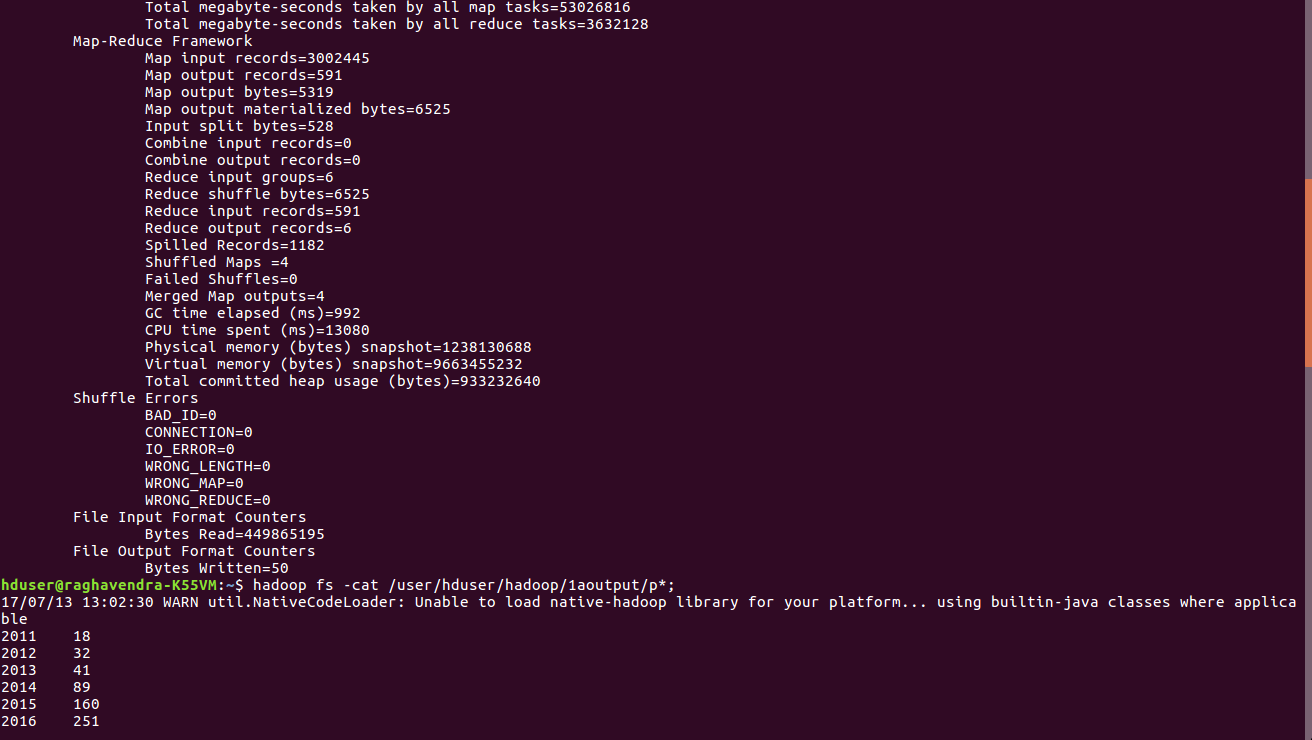 Total megabyte-seconds taken by all map tasks=53026816
Total megabyte-seconds taken by all reduce tasks=3632128
Map-Reduce Framework
Map input records=3002445
Map output records=591
Map output bytes=5319
Map output materialized bytes=6525
Input split bytes=528
Combine input records=0
Combine output records=0
Reduce input groups=6
Reduce shuffle bytes=6525
Reduce input records=591
Reduce output records=6
Spilled Records=1182
Shuffled Maps =4
Failed Shuffles=0
Merged Map outputs=4
GC time elapsed (ms)=992
CPU time spent (ms)=13080
Physical memory (bytes) snapshot=1238130688
Virtual memory (bytes) snapshot=9663455232
Total committed heap usage (bytes)=933232640
Shuffle Errors
BAD_ID=0
CONNECTION=0
IO_ERROR=0
WRONG_LENGTH=0
WRONG_MAP=0
WRONG_REDUCE=0
File Input Format Counters
Bytes Read=449865195
File Output Format Counters
Bytes Written=50
hduser@raghavendra-K55VM:~$ hadoop fs -cat /user/hduser/hadoop/1aoutput/p*;
17/07/13 13:02:30 WARN util.NativeCodeLoader: Unable to load native-hadoop library for your platform... using builtin-java classes where applica
ble
2011 18
2012 32
2013 41
2014 89
2015 160
2016 251